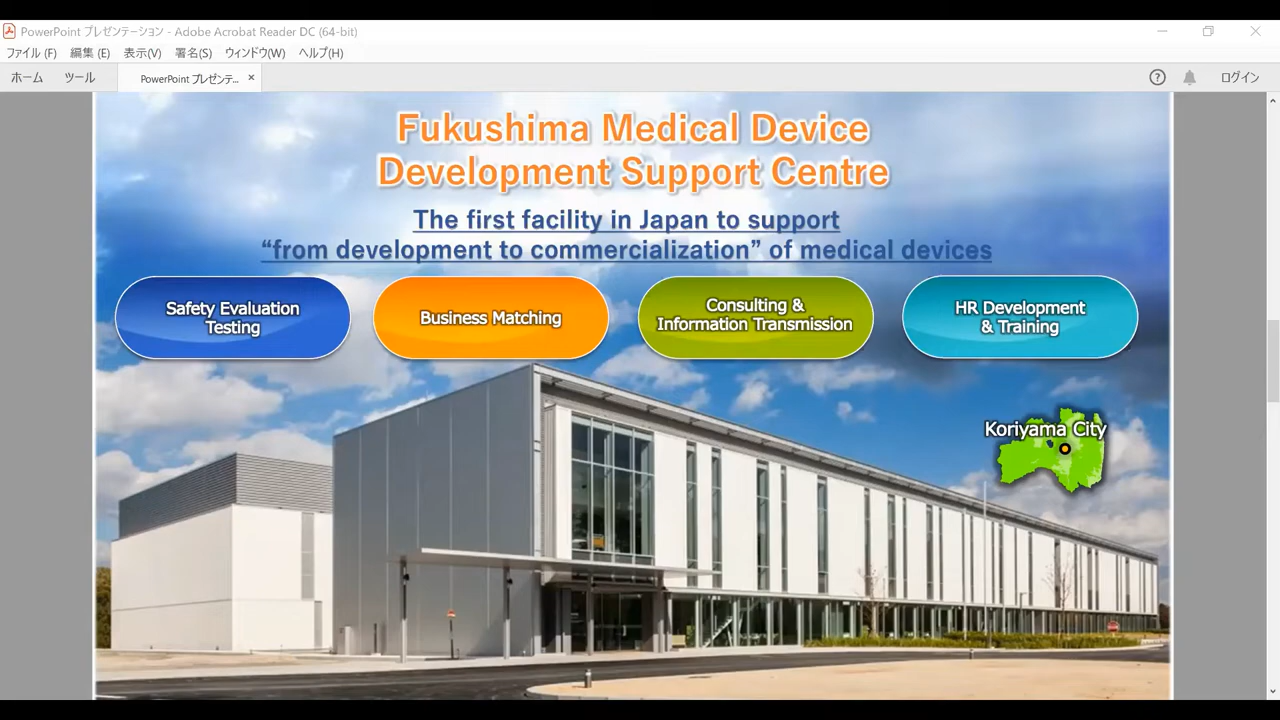 PowerPoint プレゼンテーション - Adobe Acrobat Reader DC (64-bit)
ファイル (F) 編集 (E) 表示(V) 署名(S) ウィンドウ(W) ヘルプ(H)
ホーム ツール PowerPoint プレゼンテ... × ログイン
Fukushima Medical Device
Development Support Centre
The first facility in Japan to support
“from development to commercialization” of medical devices
Safety Evaluation
Testing
Business Matching
Consulting &
Information Transmission
HR Development
& Training
Koriyama City